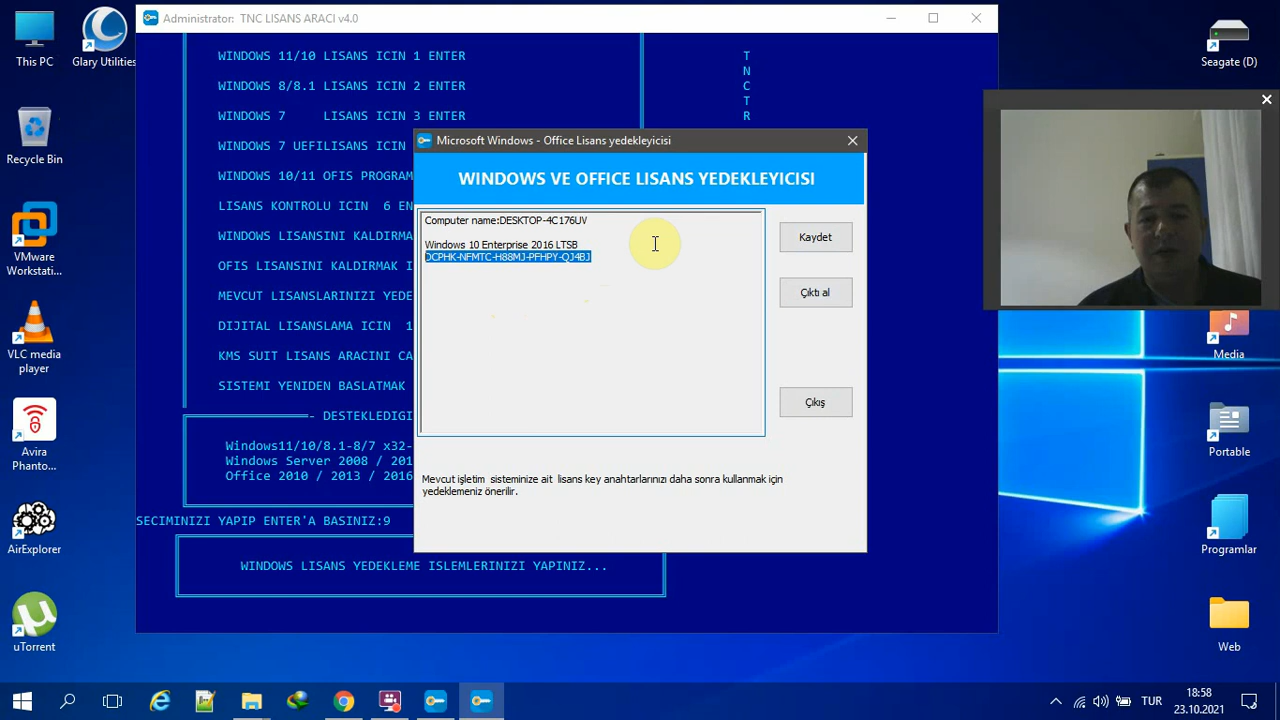 Administrator: TNC LISANS ARACI v4.0
This PC
Glary Utilities
Recycle Bin
VMware Workstati...
VLC media player
Avira Phanto...
AirExplorer
uTorrent
WINDOWS 11/10 LISANS ICIN 1 ENTER
WINDOWS 8/8.1 LISANS ICIN 2 ENTER
WINDOWS 7 LISANS ICIN 3 ENTER
WINDOWS 7 UEFILISANS ICIN
WINDOWS 10/11 OFIS PROGRAM
LISANS KONTROLU ICIN 6 EN
WINDOWS LISANSINI KALDIRMA
OFIS LISANSINI KALDIRMAK I
MEVCUT LISANSLARINIZI YEDE
DIJITAL LISANSLAMA ICIN 1
KMS SUIT LISANS ARACINI CA
SISTEMI YENIDEN BASLATMAK
- DESTEKLEDIGI
Windows11/10/8.1-8/7 x32-
Windows Server 2008 / 201
Office 2010 / 2013 / 2016
SECIMINIZI YAPIP ENTER'A BASINIZ:9
WINDOWS LISANS YEDEKLEME ISLEMLERINIZI YAPINIZ...
T
N
C
T
R
Microsoft Windows - Office Lisans yedekleyicisi
WINDOWS VE OFFICE LISANS YEDEKLEYICISI
Computer name:DESKTOP-4C176UV
Windows 10 Enterprise 2016 LTSB
DCPHK-NFMTC-H88MJ-PFHPY-QJ4BJ
Kaydet
Çıktı al
Çıkış
Mevcut işletim sisteminize ait lisans key anahtarlarınızı daha sonra kullanmak için
yedeklemeniz önerilir.
Seagate (D)
Media
Portable
Programlar
Web
TUR
18:58
23.10.2021